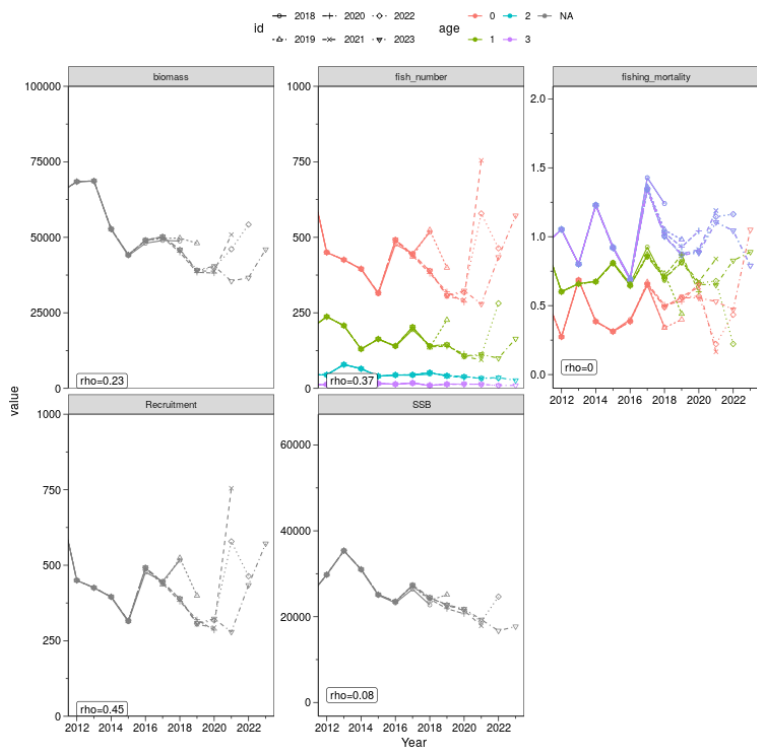 id
2018
2020
2022
2019
2021
2023
age
0
2
NA
1
3
biomass
fish_number
fishing_mortality
100000
75000
50000
25000
0
rho=0.23
1000
750
500
250
0
rho=0.37
2.0
1.5
1.0
0.5
0.0
rho=0
2012 2014 2016 2018 2020 2022
value
Recruitment
SSB
1000
750
500
250
0
rho=0.45
2012 2014 2016 2018 2020 2022
60000
40000
20000
0
rho=0.08
2012 2014 2016 2018 2020 2022
Year